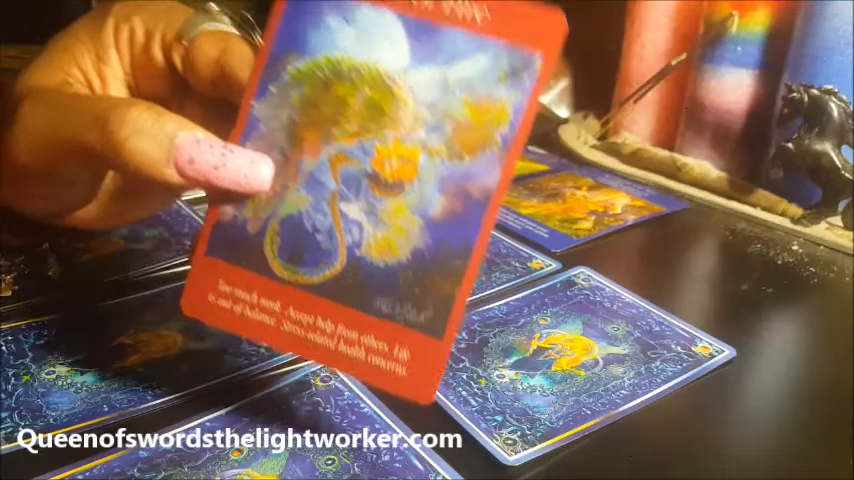 Too much work. Accept help from others. Life
is out of balance. Stress-related health concerns.
Queenofswordsthelightworker.com